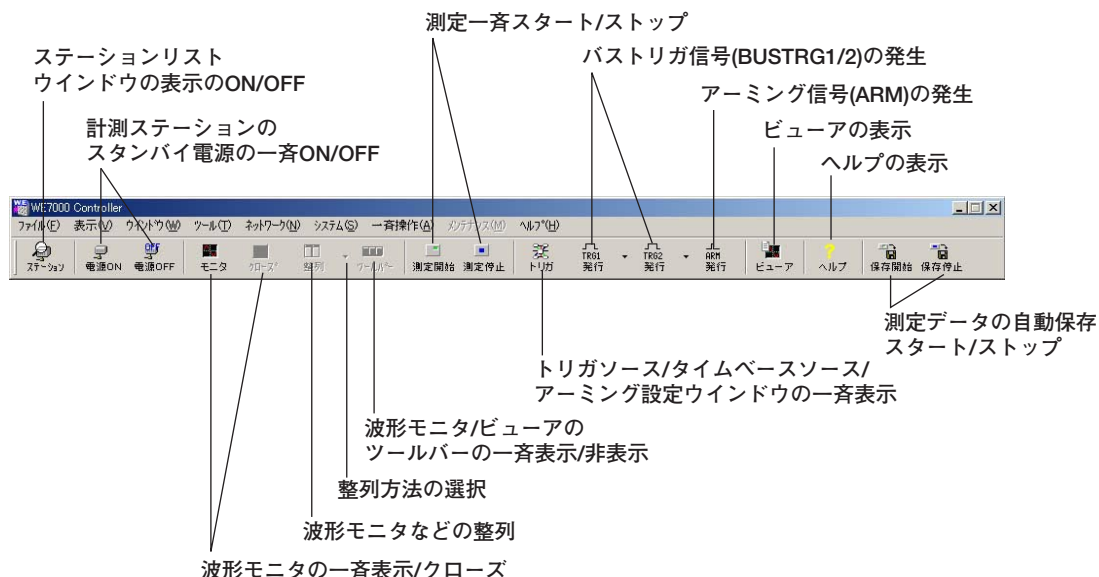 測定一斉スタート/ストップ
ステーションリスト
ウインドウの表示のON/OFF
バストリガ信号(BUSTRG1/2)の発生
アーミング信号(ARM)の発生
計測ステーションの
スタンバイ電源の一斉ON/OFF
ビューアの表示
ヘルプの表示
WE7000 Controller
ファイル(F) 表示(V) ウインドウ(W) ツール(T) ネットワーク(N) システム(S) 一斉操作(A) メンテナンス(M) ヘルプ(H)
ステーション 電源ON OFF 電源OFF モニタ クローズ 整列 ツールバー 測定開始 測定停止 トリガ TRG1 発行 TRG2 発行 ARM 発行 ビューア ? ヘルプ 保存開始 保存停止
測定データの自動保存
スタート/ストップ
トリガソース/タイムベースソース/
アーミング設定ウインドウの一斉表示
波形モニタ/ビューアの
ツールバーの一斉表示/非表示
整列方法の選択
波形モニタなどの整列
波形モニタの一斉表示/クローズ